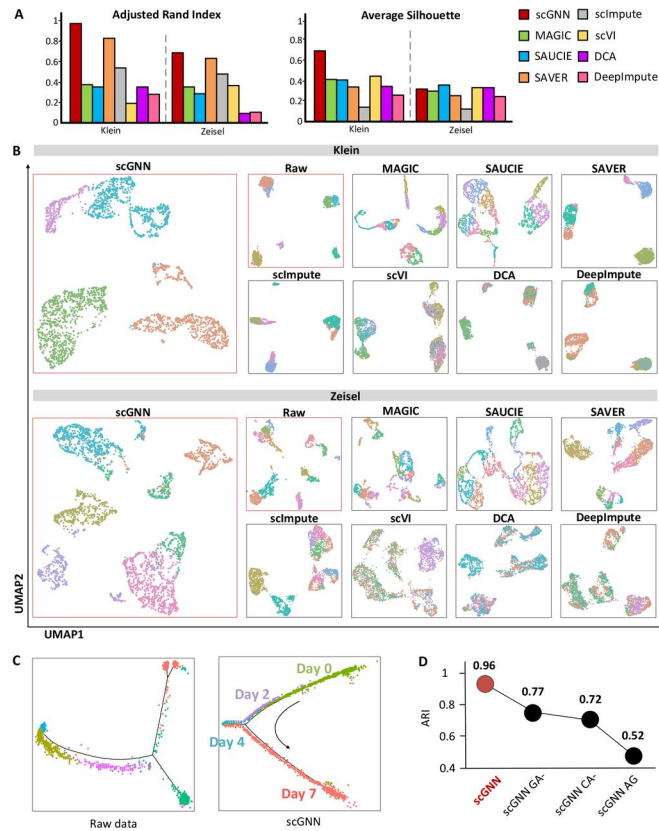 A
Adjusted Rand Index
Average Silhouette
1
0.8
0.6
0.4
0.2
0
Klein
Zeisel
1
0.8
0.6
0.4
0.2
0
Klein
Zeisel
scGNN
scImpute
MAGIC
scVI
SAUCIE
DCA
SAVER
DeepImpute
B
Klein
scGNN
Raw
MAGIC
SAUCIE
SAVER
scImpute
scVI
DCA
DeepImpute
Zeisel
scGNN
Raw
MAGIC
SAUCIE
SAVER
scImpute
scVI
DCA
DeepImpute
UMAP2
UMAP1
C
Raw data
Day 0
Day 2
Day 4
Day 7
scGNN
D
ARI
1
0.8
0.6
0.4
0.96
0.77
0.72
0.52
scGNN
scGNN GA-
scGNN CA-
scGNN AG